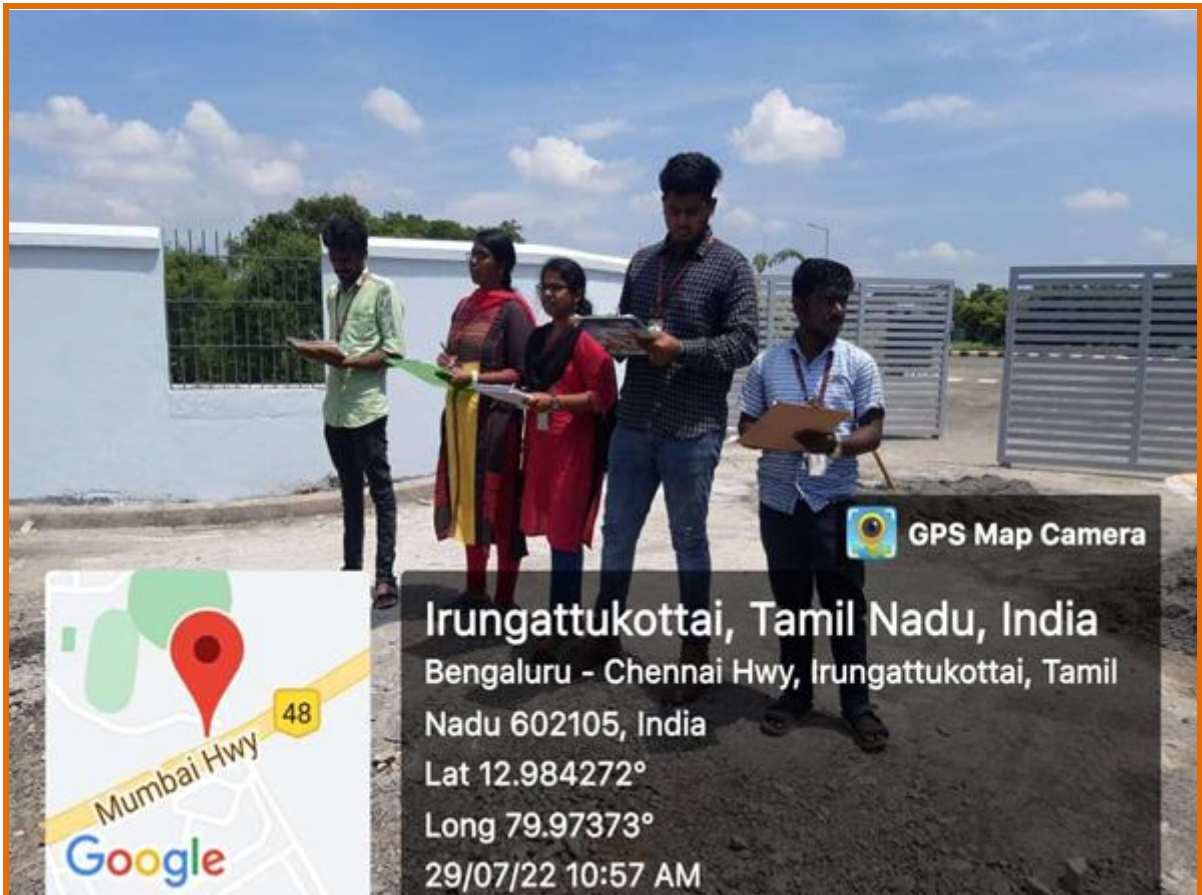 GPS Map Camera
Irungattukottai, Tamil Nadu, India
Bengaluru - Chennai Hwy, Irungattukottai, Tamil
Nadu 602105, India
Lat 12.984272°
Long 79.97373°
29/07/22 10:57 AM
48
Mumbai Hwy
Google